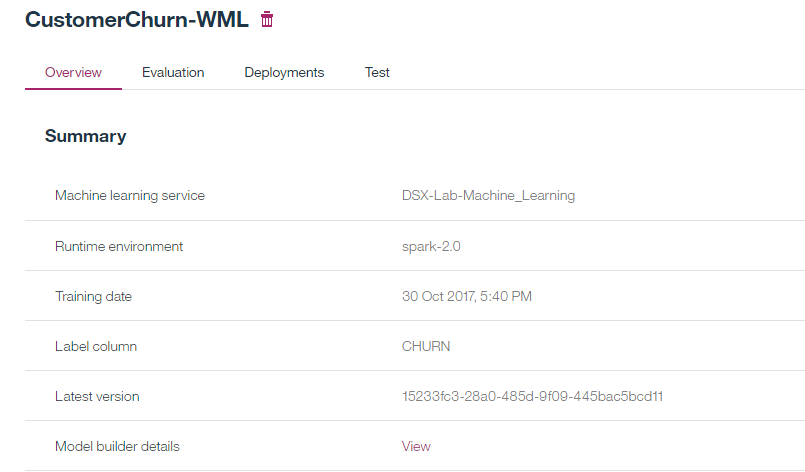 CustomerChurn-WML
Overview Evaluation Deployments Test
Summary
Machine learning service DSX-Lab-Machine_Learning
Runtime environment spark-2.0
Training date 30 Oct 2017, 5:40 PM
Label column CHURN
Latest version 15233fc3-28a0-485d-9f09-445bac5bcd11
Model builder details View